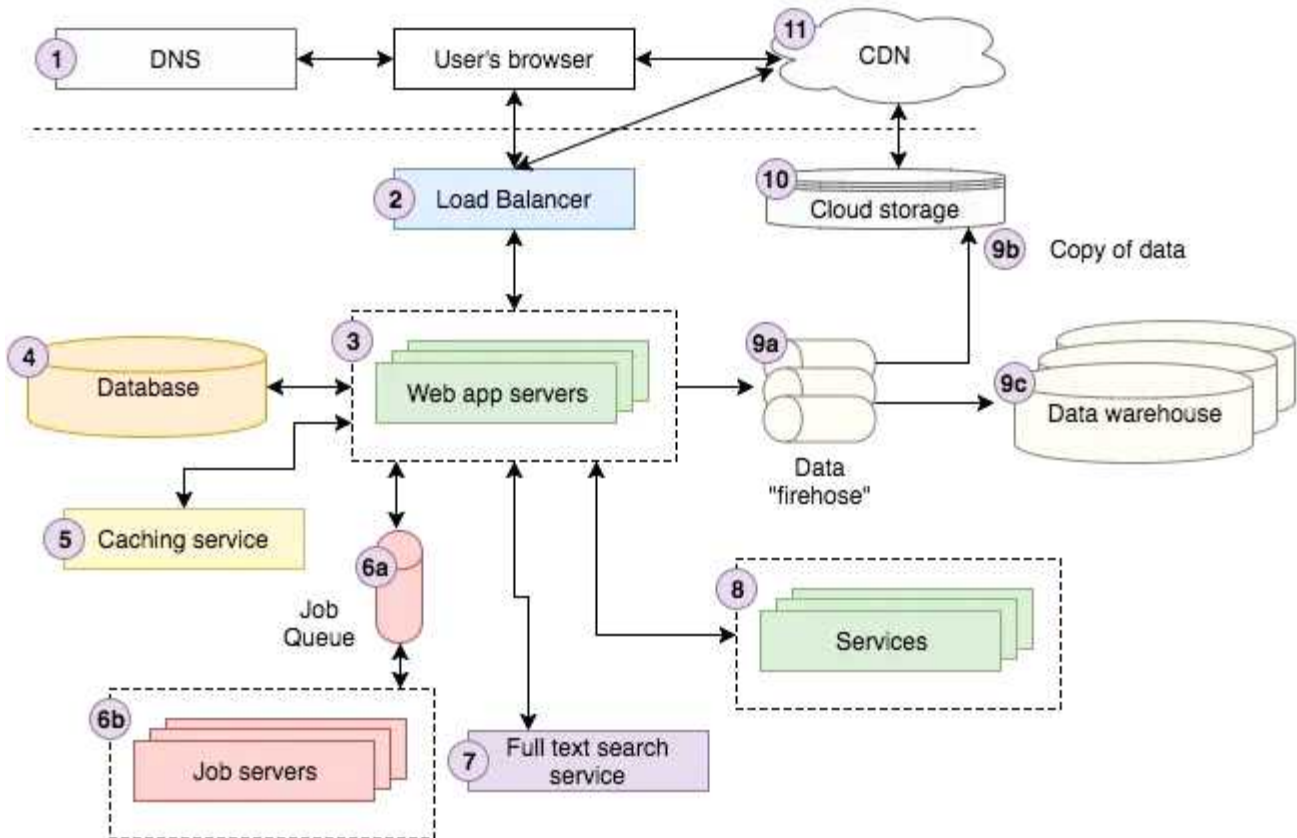 1
DNS
User's browser
11
CDN
2
Load Balancer
10
Cloud storage
9b
Copy of data
3
Web app servers
4
Database
9a
Data
"firehose"
9c
Data warehouse
5
Caching service
6a
Job
Queue
8
Services
6b
Job servers
7
Full text search
service